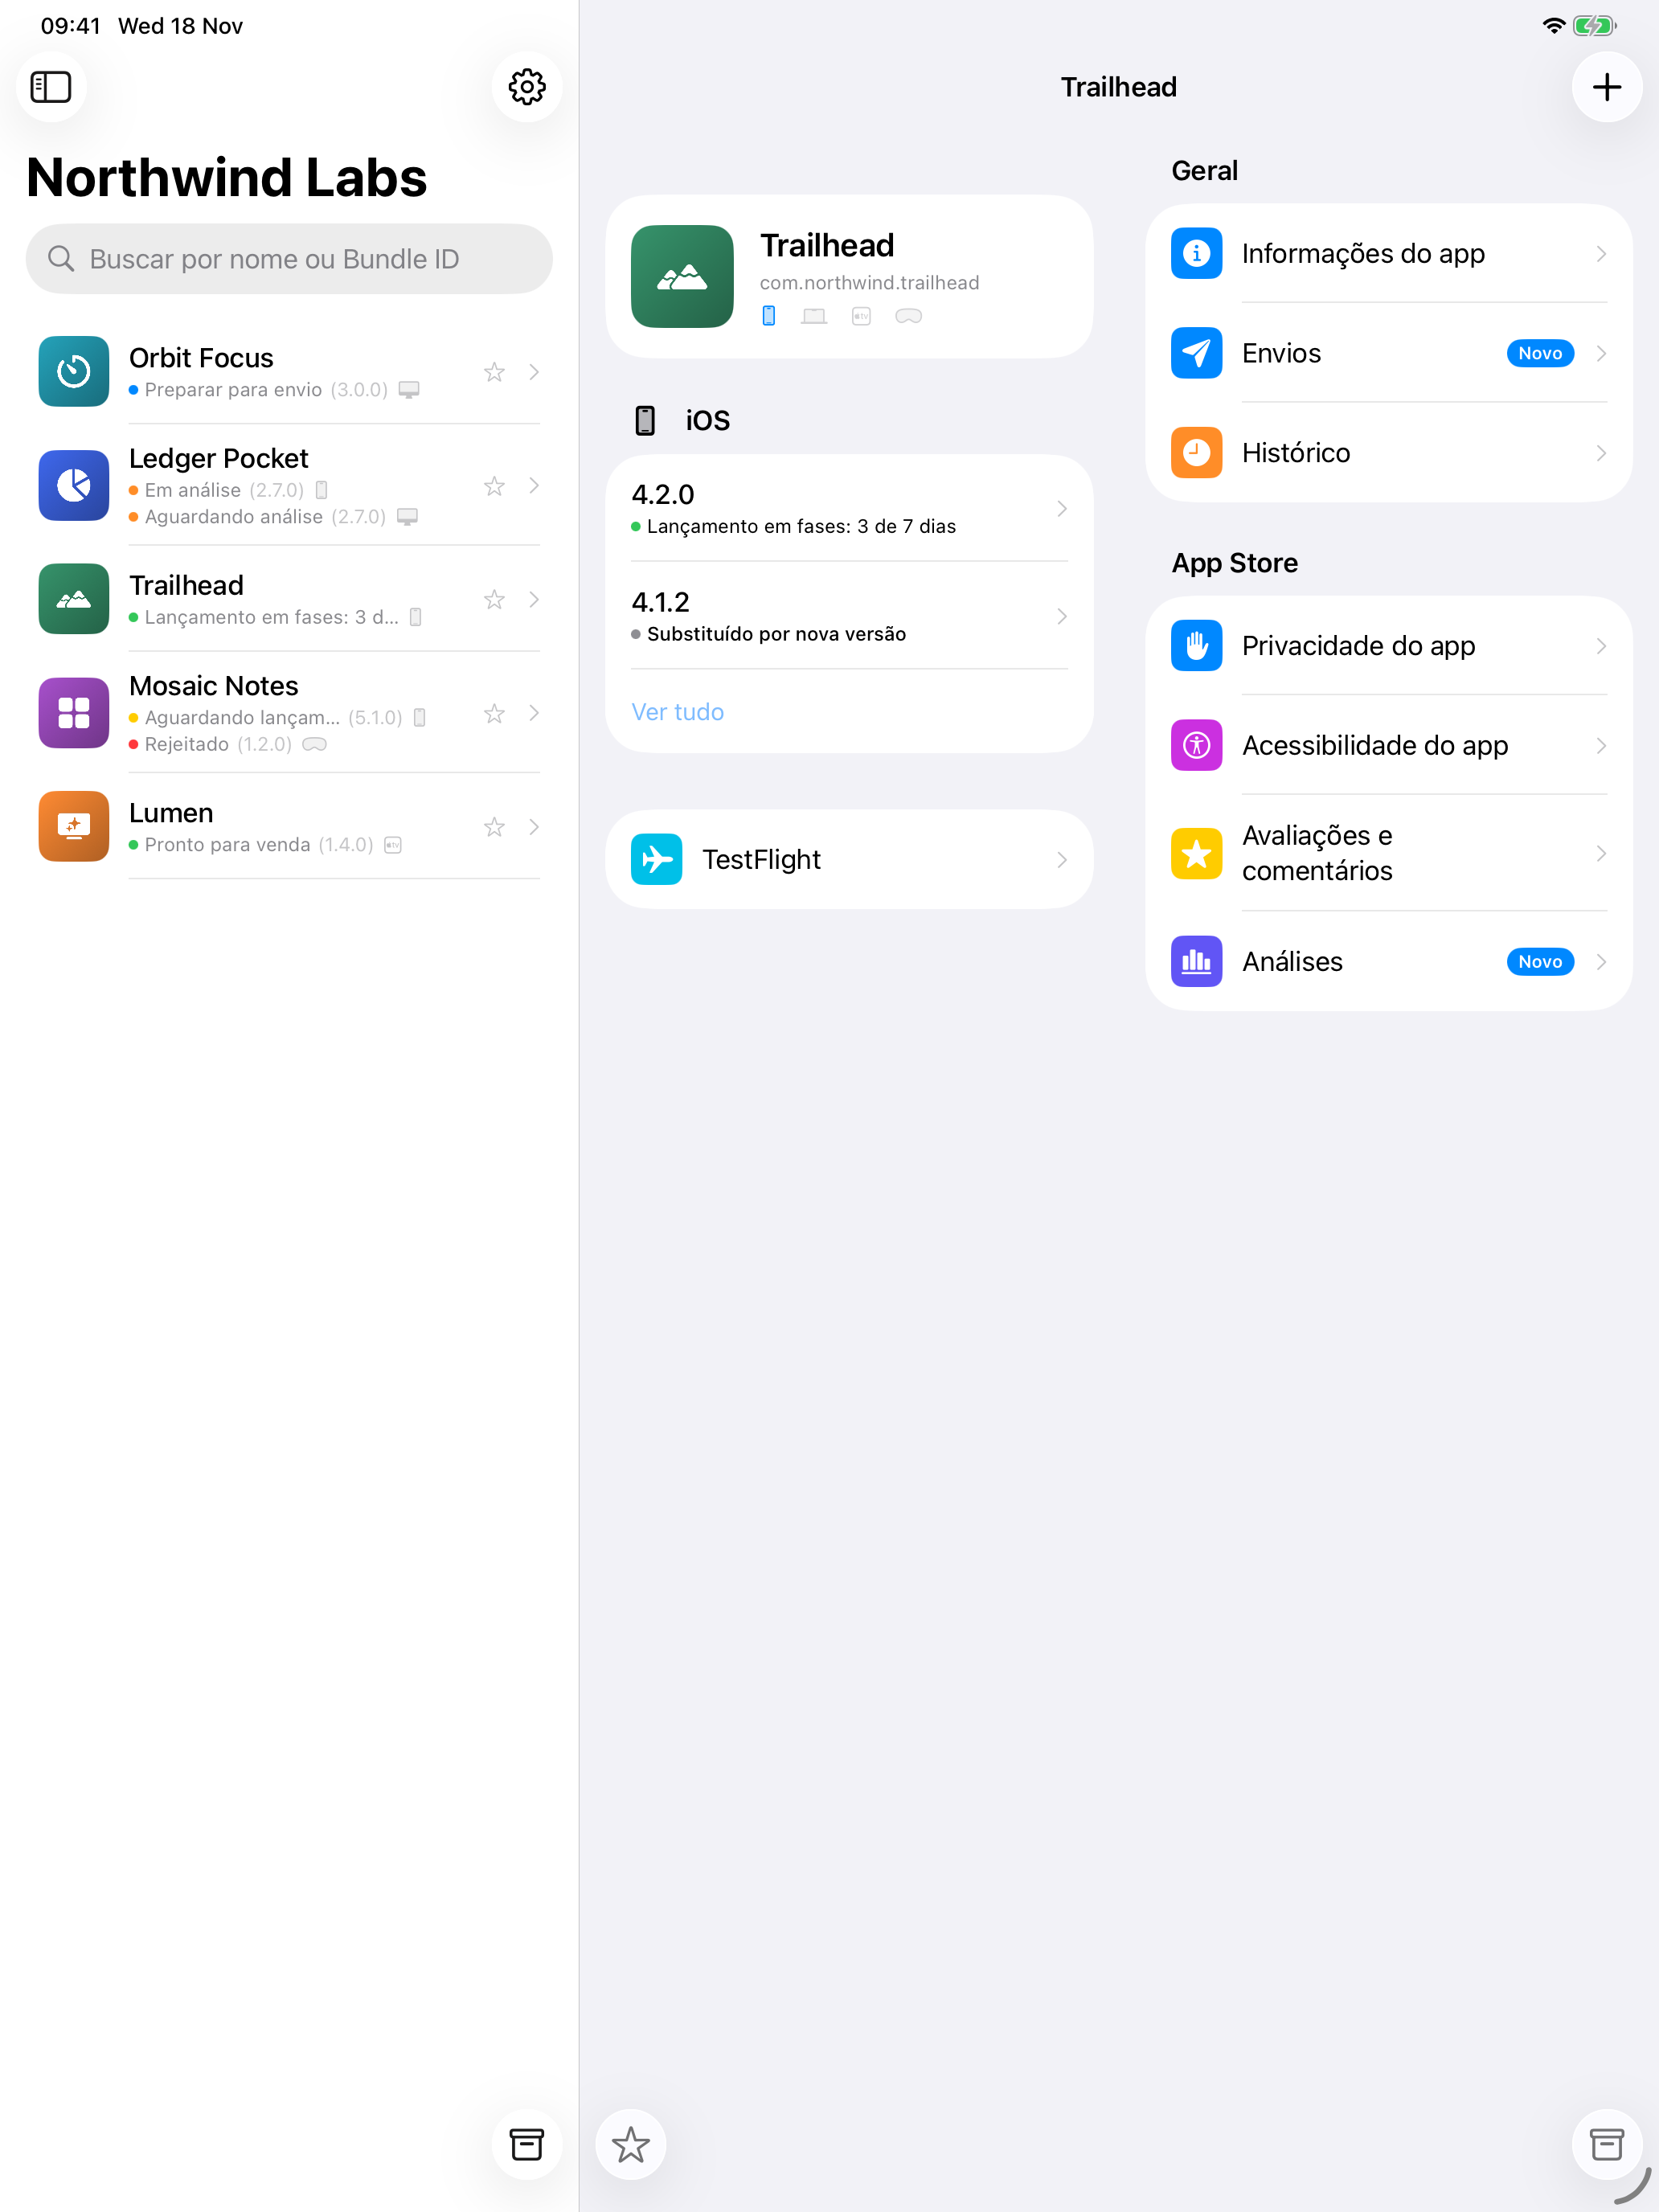 09:41 Wed 18 Nov
Northwind Labs
Buscar por nome ou Bundle ID
Orbit Focus
Preparar para envio (3.0.0)
Ledger Pocket
Em análise (2.7.0)
Aguardando análise (2.7.0)
Trailhead
Lançamento em fases: 3 d...
Mosaic Notes
Aguardando lançam... (5.1.0)
Rejeitado (1.2.0)
Lumen
Pronto para venda (1.4.0)
tv
Trailhead
Trailhead
com.northwind.trailhead
tv
iOS
4.2.0
Lançamento em fases: 3 de 7 dias
4.1.2
Substituído por nova versão
Ver tudo
TestFlight
Geral
Informações do app
Envios
Novo
Histórico
App Store
Privacidade do app
Acessibilidade do app
Avaliações e
comentários
Análises
Novo